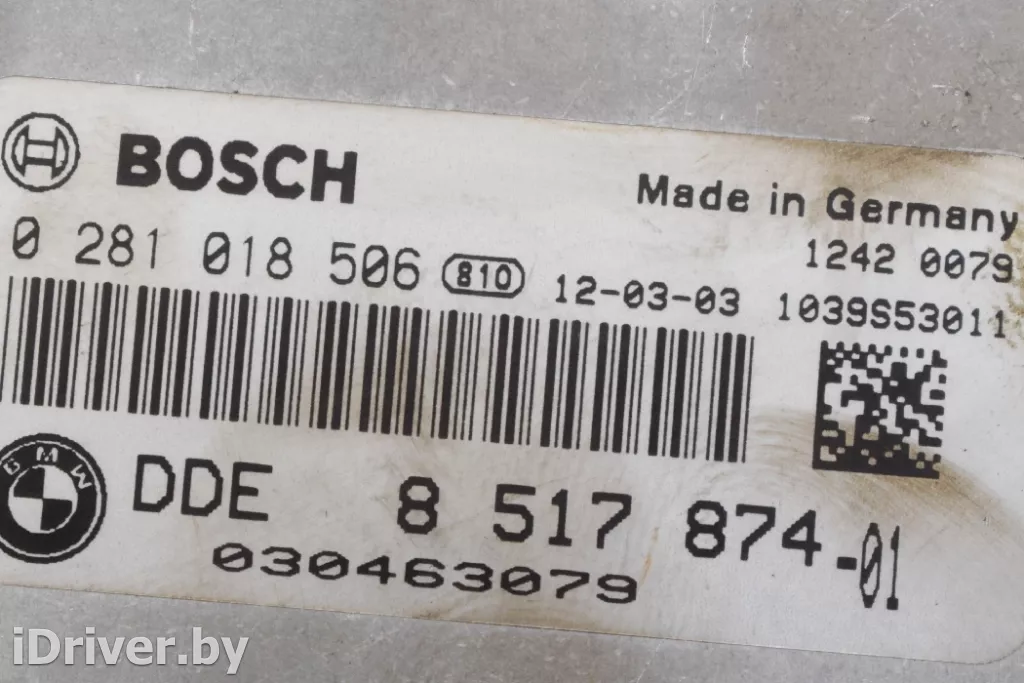 BOSCH
Made in Germany
0 281 018 506 810 12-03-03
1242 0079
1039S53011
BMW
DDE 8 517 874-01
030463079
iDriver.by